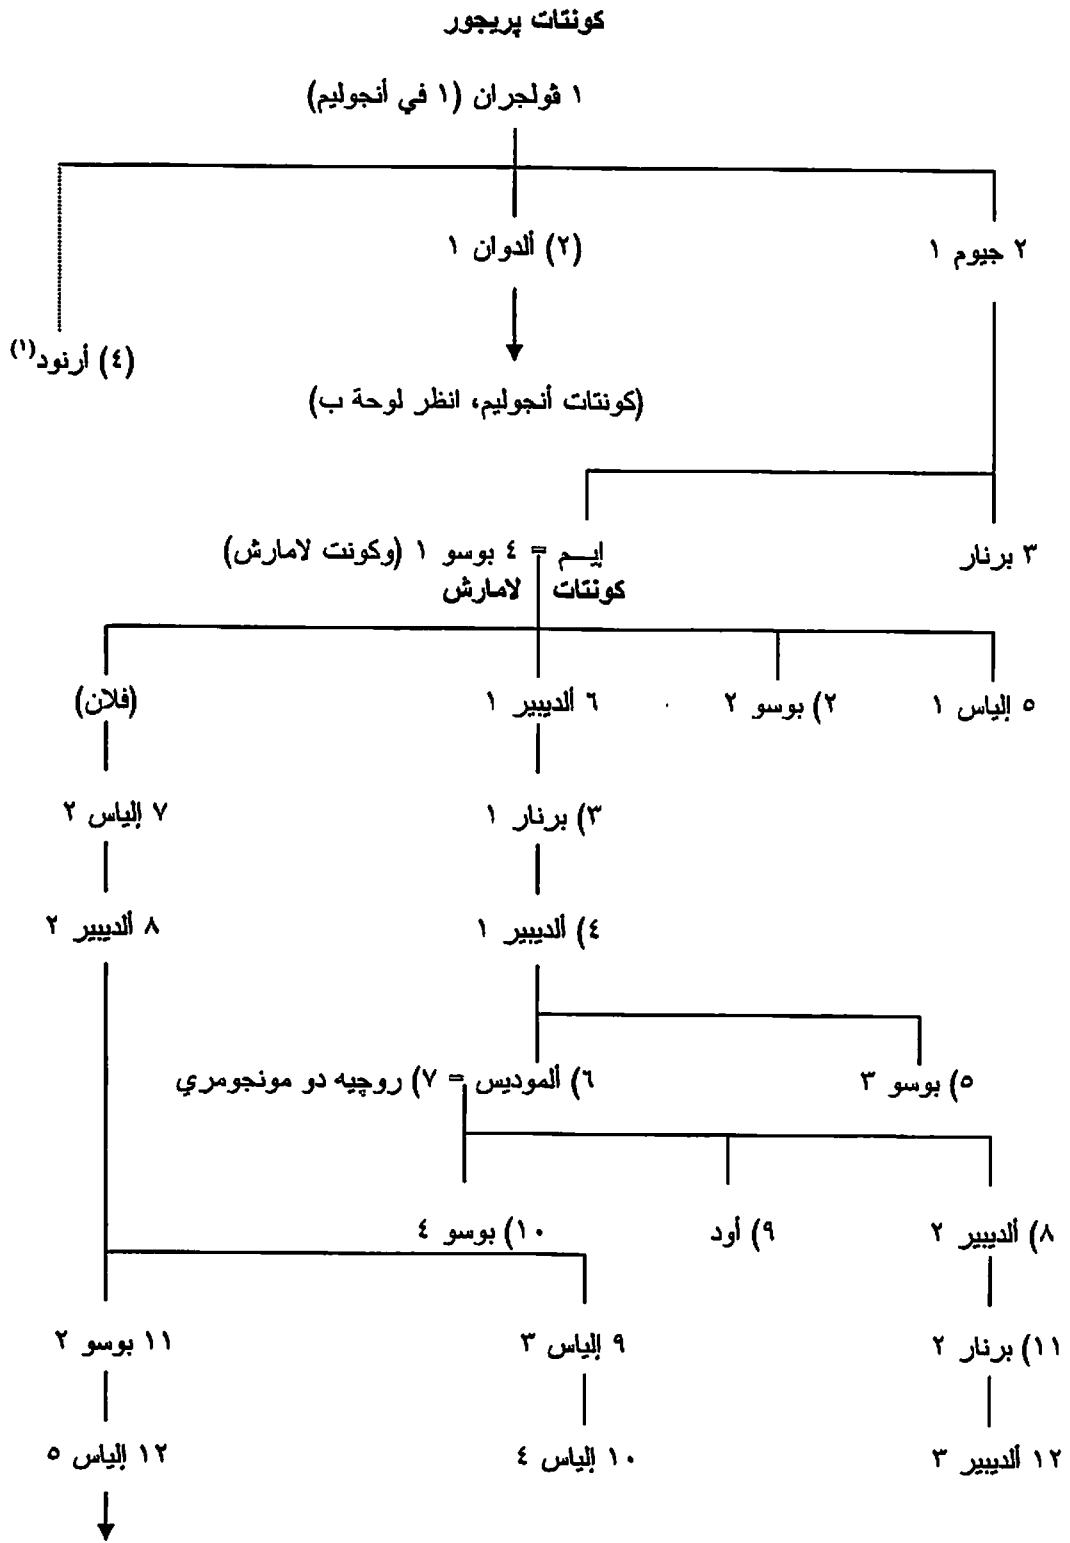 كونتات پريجور
١ ڤولجران (١ في أنجوليم)
٢ جيوم ١
(٢) ألدوان ١
(٤) أرنود(١)
(كونتات أنجوليم، انظر لوحة ب)
٣ برنار
إيـم = ٤ بوسو ١ (وكونت لامارش)
كونتات لامارش
٥ إلياس ١
٢) بوسو ٢
٦ ألديبير ١
(فلان)
٣) برنار ١
٧ إلياس ٢
٤) ألديبير ١
٨ ألديبير ٢
٥) بوسو ٣
٦) ألموديس = ٧) روچيه دو مونجومري
٨) ألديبير ٢
٩) أود
١٠) بوسو ٤
١١) برنار ٢
٩ إلياس ٣
١١ بوسو ٢
١٢ ألديبير ٣
١٠ إلياس ٤
١٢ إلياس ٥